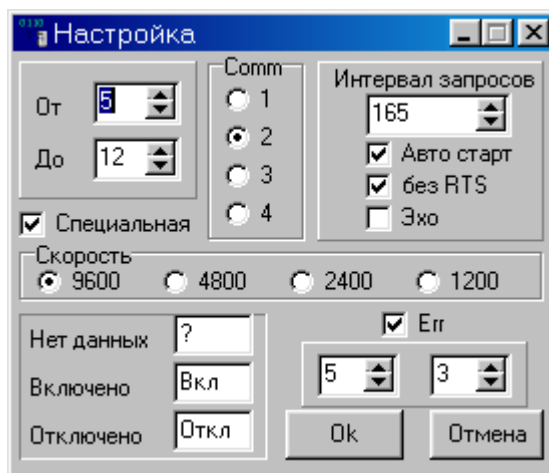 Настройка
От 5
До 12
Специальная
Comm
1
2
3
4
Интервал запросов
165
Авто старт
без RTS
Эхо
Скорость
9600 4800 2400 1200
Нет данных ?
Включено Вкл
Отключено Откл
Err
5 3
Ok Отмена